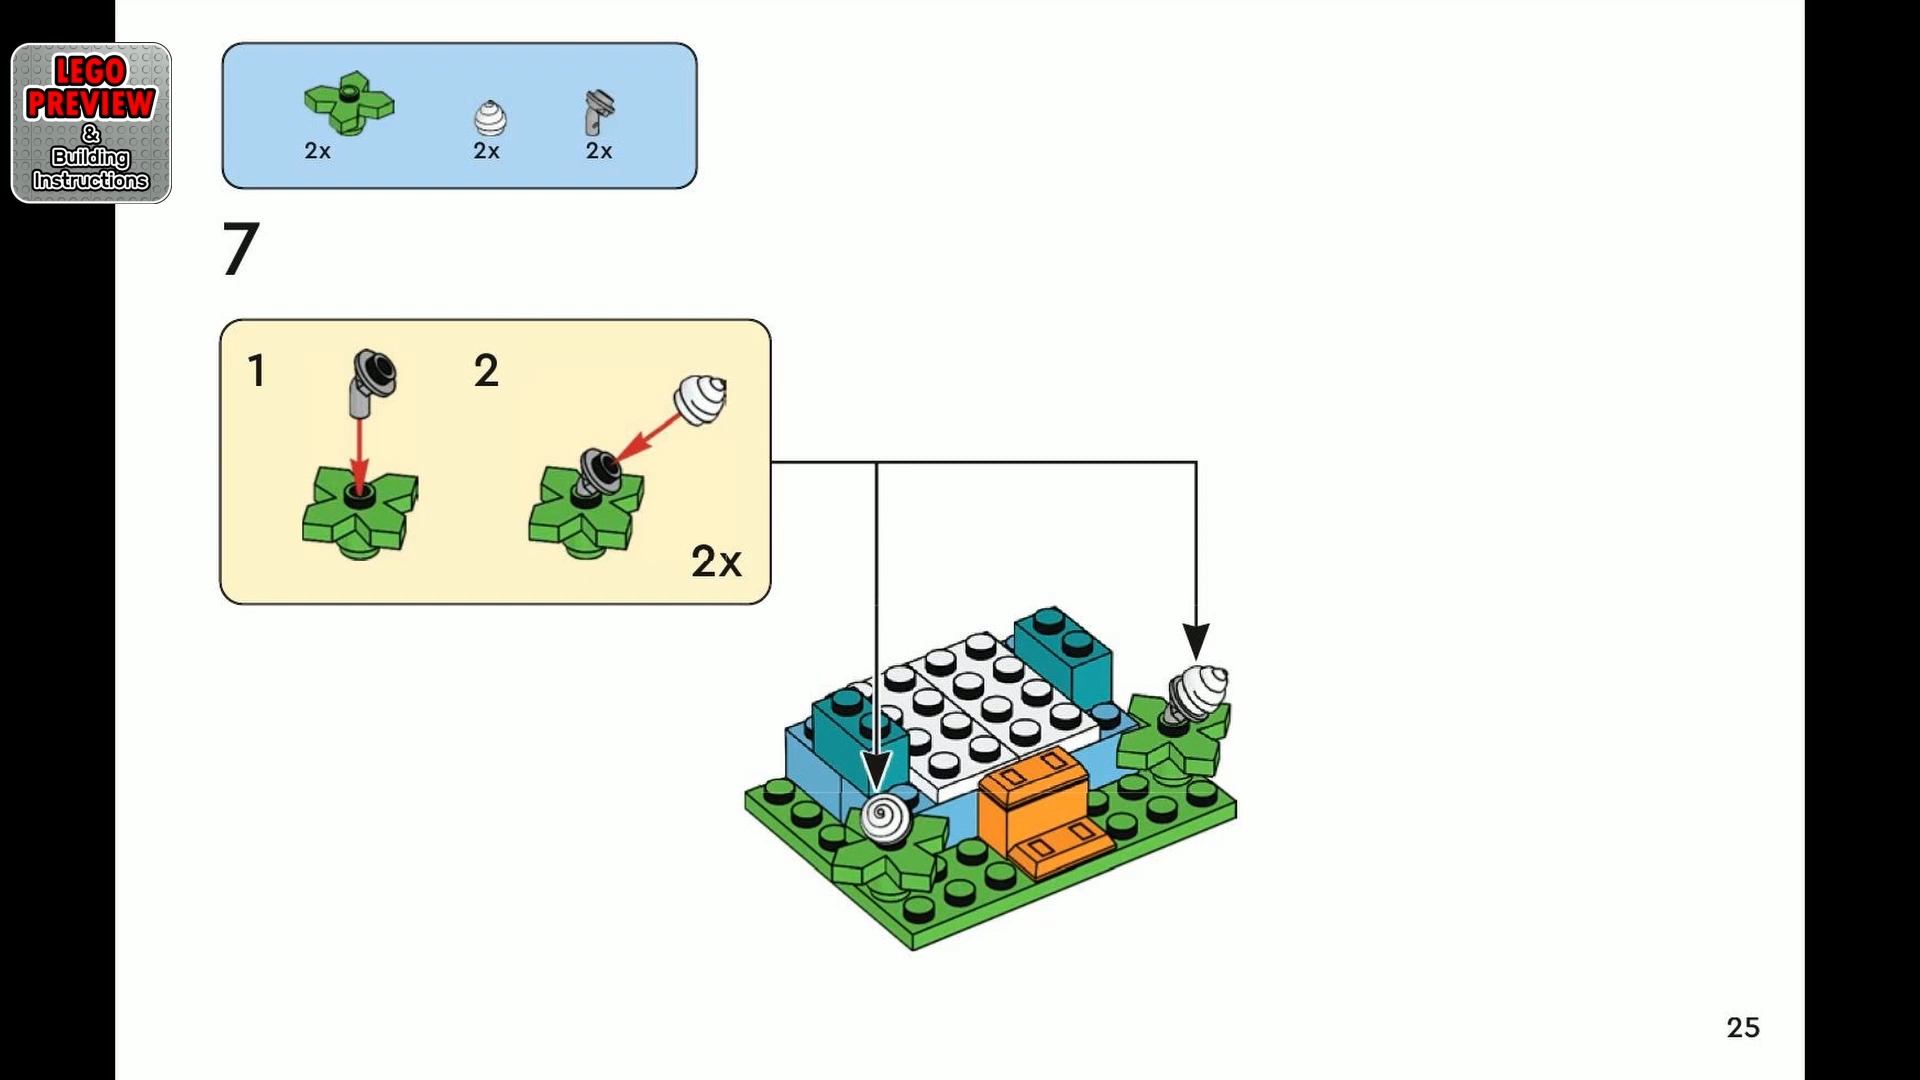 LEGO
PREVIEW
&
Building
Instructions
2x 2x 2x
7
1 2
2x
25